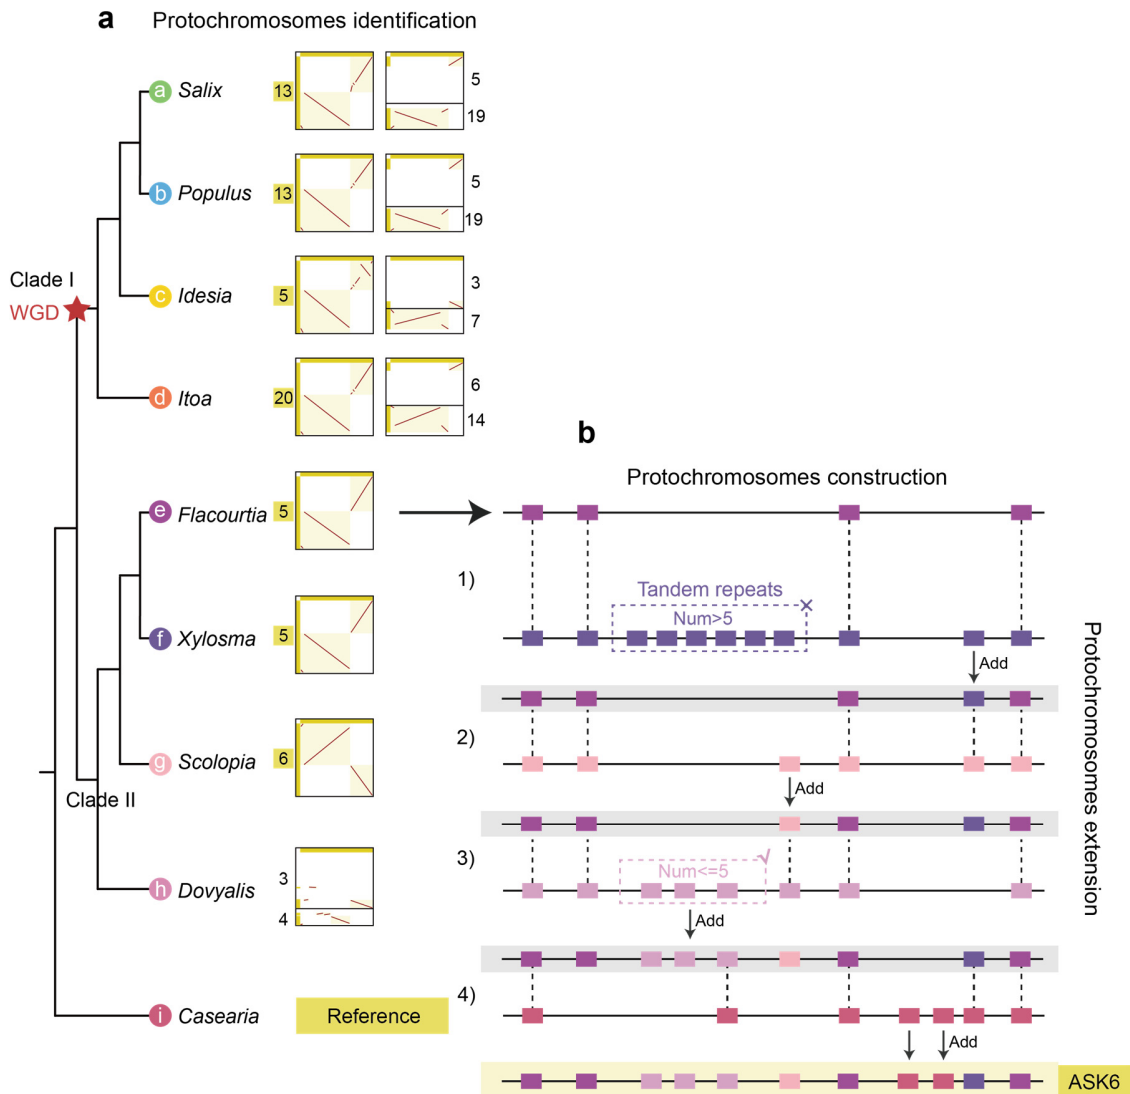 a Protochromosomes identification
a Salix 13 5
19
b Populus 13 5
19
Clade I
WGD
c Idesia 5 3
7
d Itoa 20 6
14
e Flacourtia 5
f Xylosma 5
g Scolopia 6
Clade II
h Dovyalis 3
4
i Casearia Reference
b
Protochromosomes construction
1)
Tandem repeats
×
Num>5
Add
2)
Add
3)
Num<=5
√
Add
4)
Add
ASK6
Protochromosomes extension